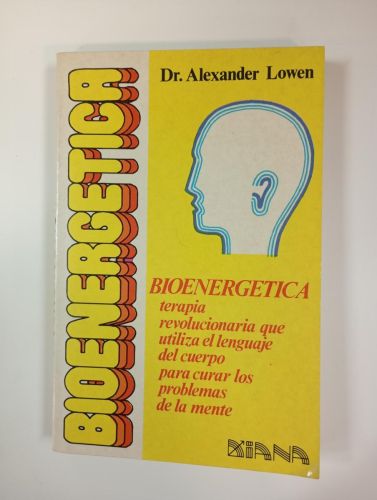 BIOENERGETICA
Dr. Alexander Lowen
BIOENERGETICA
terapia
revolucionaria que
utiliza el lenguaje
del cuerpo
para curar los
problemas
de la mente
DIANA